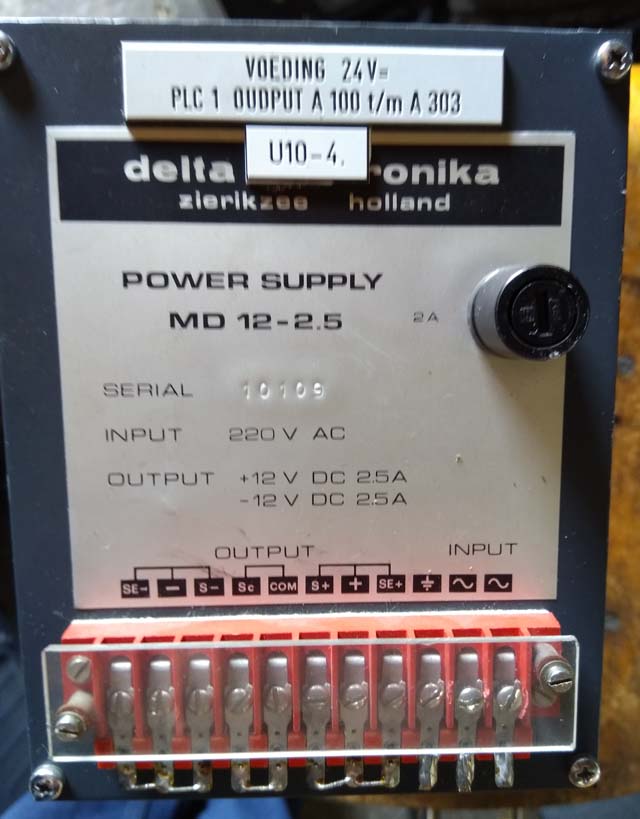 VOEDING 24V=
PLC 1 OUDPUT A 100 t/m A 303
U10-4.
delta ronika
zierikzee holland
POWER SUPPLY
MD 12-2.5 2A
SERIAL 10109
INPUT 220 V AC
OUTPUT +12 V DC 2.5A
-12 V DC 2.5A
OUTPUT INPUT
SE- - S- Sc COM S+ + SE+ ⏚ ~ ~